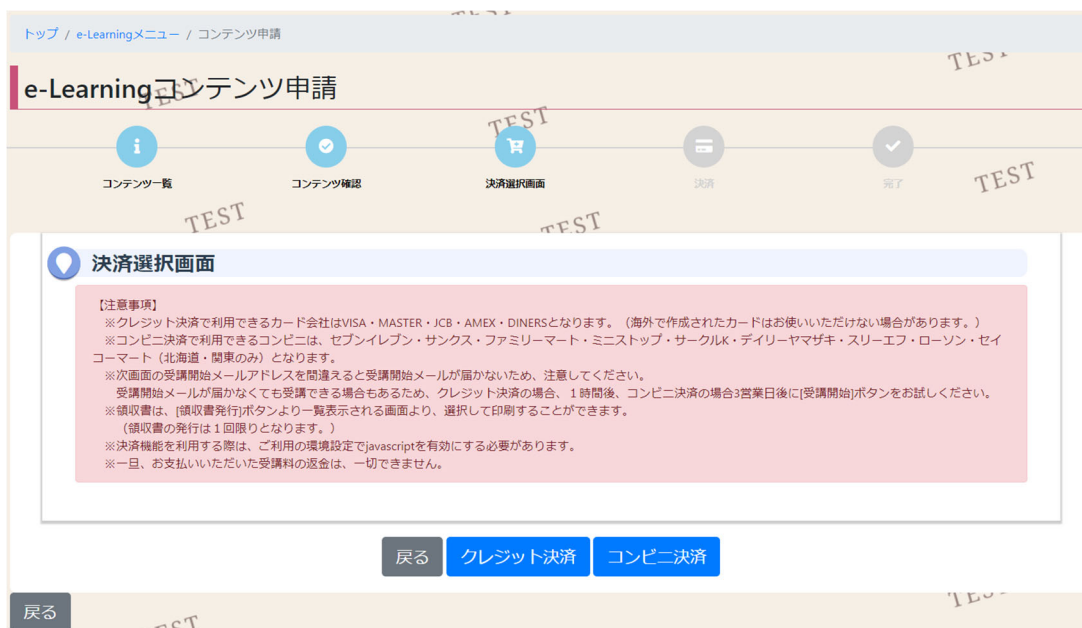 TEST
トップ / e-Learningメニュー / コンテンツ申請
TEST
e-Learningコンテンツ申請
TEST
TEST
コンテンツ一覧
コンテンツ確認
決済選択画面
決済
完了
TEST
TEST
TEST
決済選択画面
【注意事項】
※クレジット決済で利用できるカード会社はVISA・MASTER・JCB・AMEX・DINERSとなります。（海外で作成されたカードはお使いいただけない場合があります。）
※コンビニ決済で利用できるコンビニは、セブンイレブン・サンクス・ファミリーマート・ミニストップ・サークルK・デイリーヤマザキ・スリーエフ・ローソン・セイ
コーマート（北海道・関東のみ）となります。
※次画面の受講開始メールアドレスを間違えると受講開始メールが届かないため、注意してください。
受講開始メールが届かなくても受講できる場合もあるため、クレジット決済の場合、１時間後、コンビニ決済の場合3営業日後に[受講開始]ボタンをお試しください。
※領収書は、[領収書発行]ボタンより一覧表示される画面より、選択して印刷することができます。
（領収書の発行は１回限りとなります。）
※決済機能を利用する際は、ご利用の環境設定でjavascriptを有効にする必要があります。
※一旦、お支払いいただいた受講料の返金は、一切できません。
戻る
クレジット決済
コンビニ決済
戻る
TEST
TEST